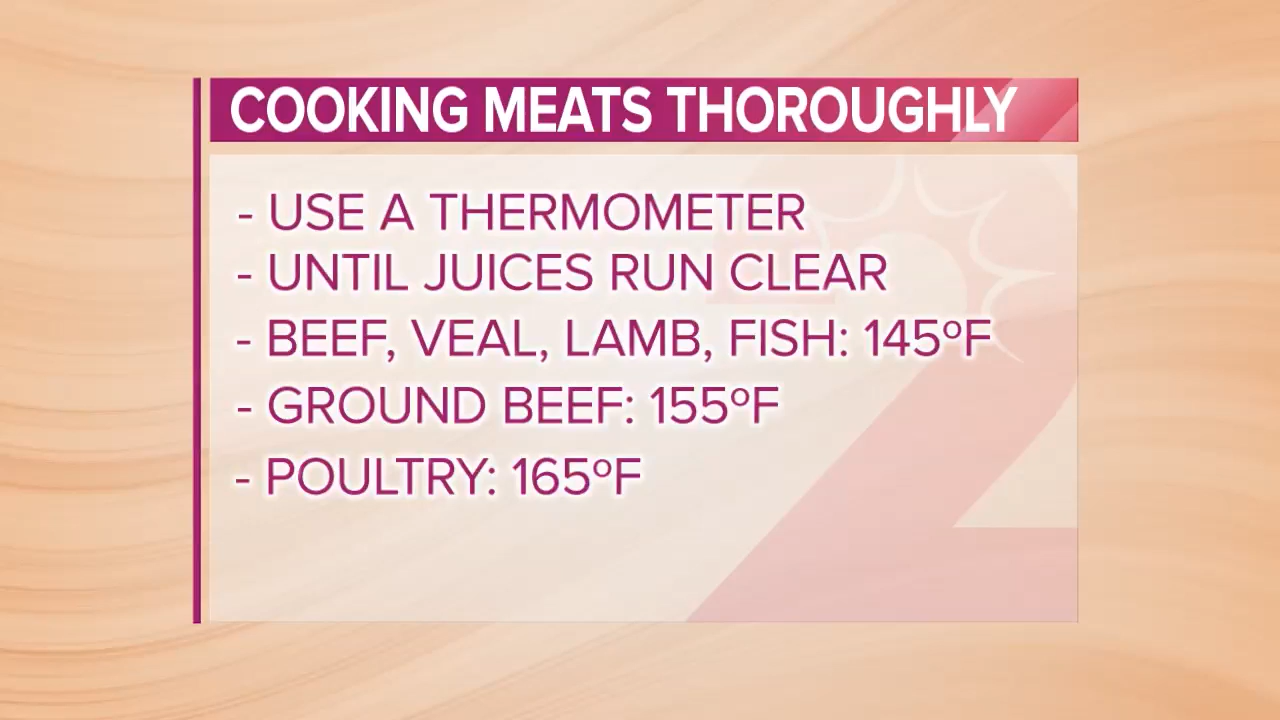 COOKING MEATS THOROUGHLY
- USE A THERMOMETER
- UNTIL JUICES RUN CLEAR
- BEEF, VEAL, LAMB, FISH: 145ºF
- GROUND BEEF: 155ºF
- POULTRY: 165ºF